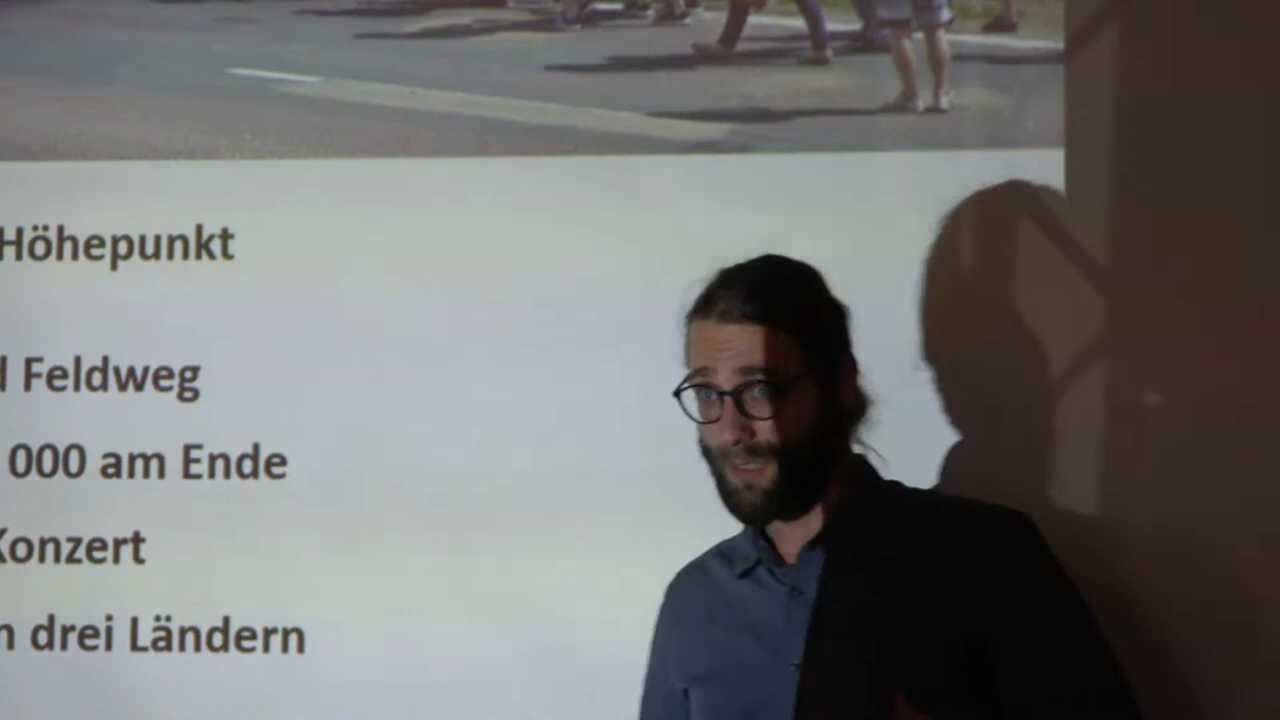 Höhepunkt
Feldweg
000 am Ende
Konzert
n drei Ländern